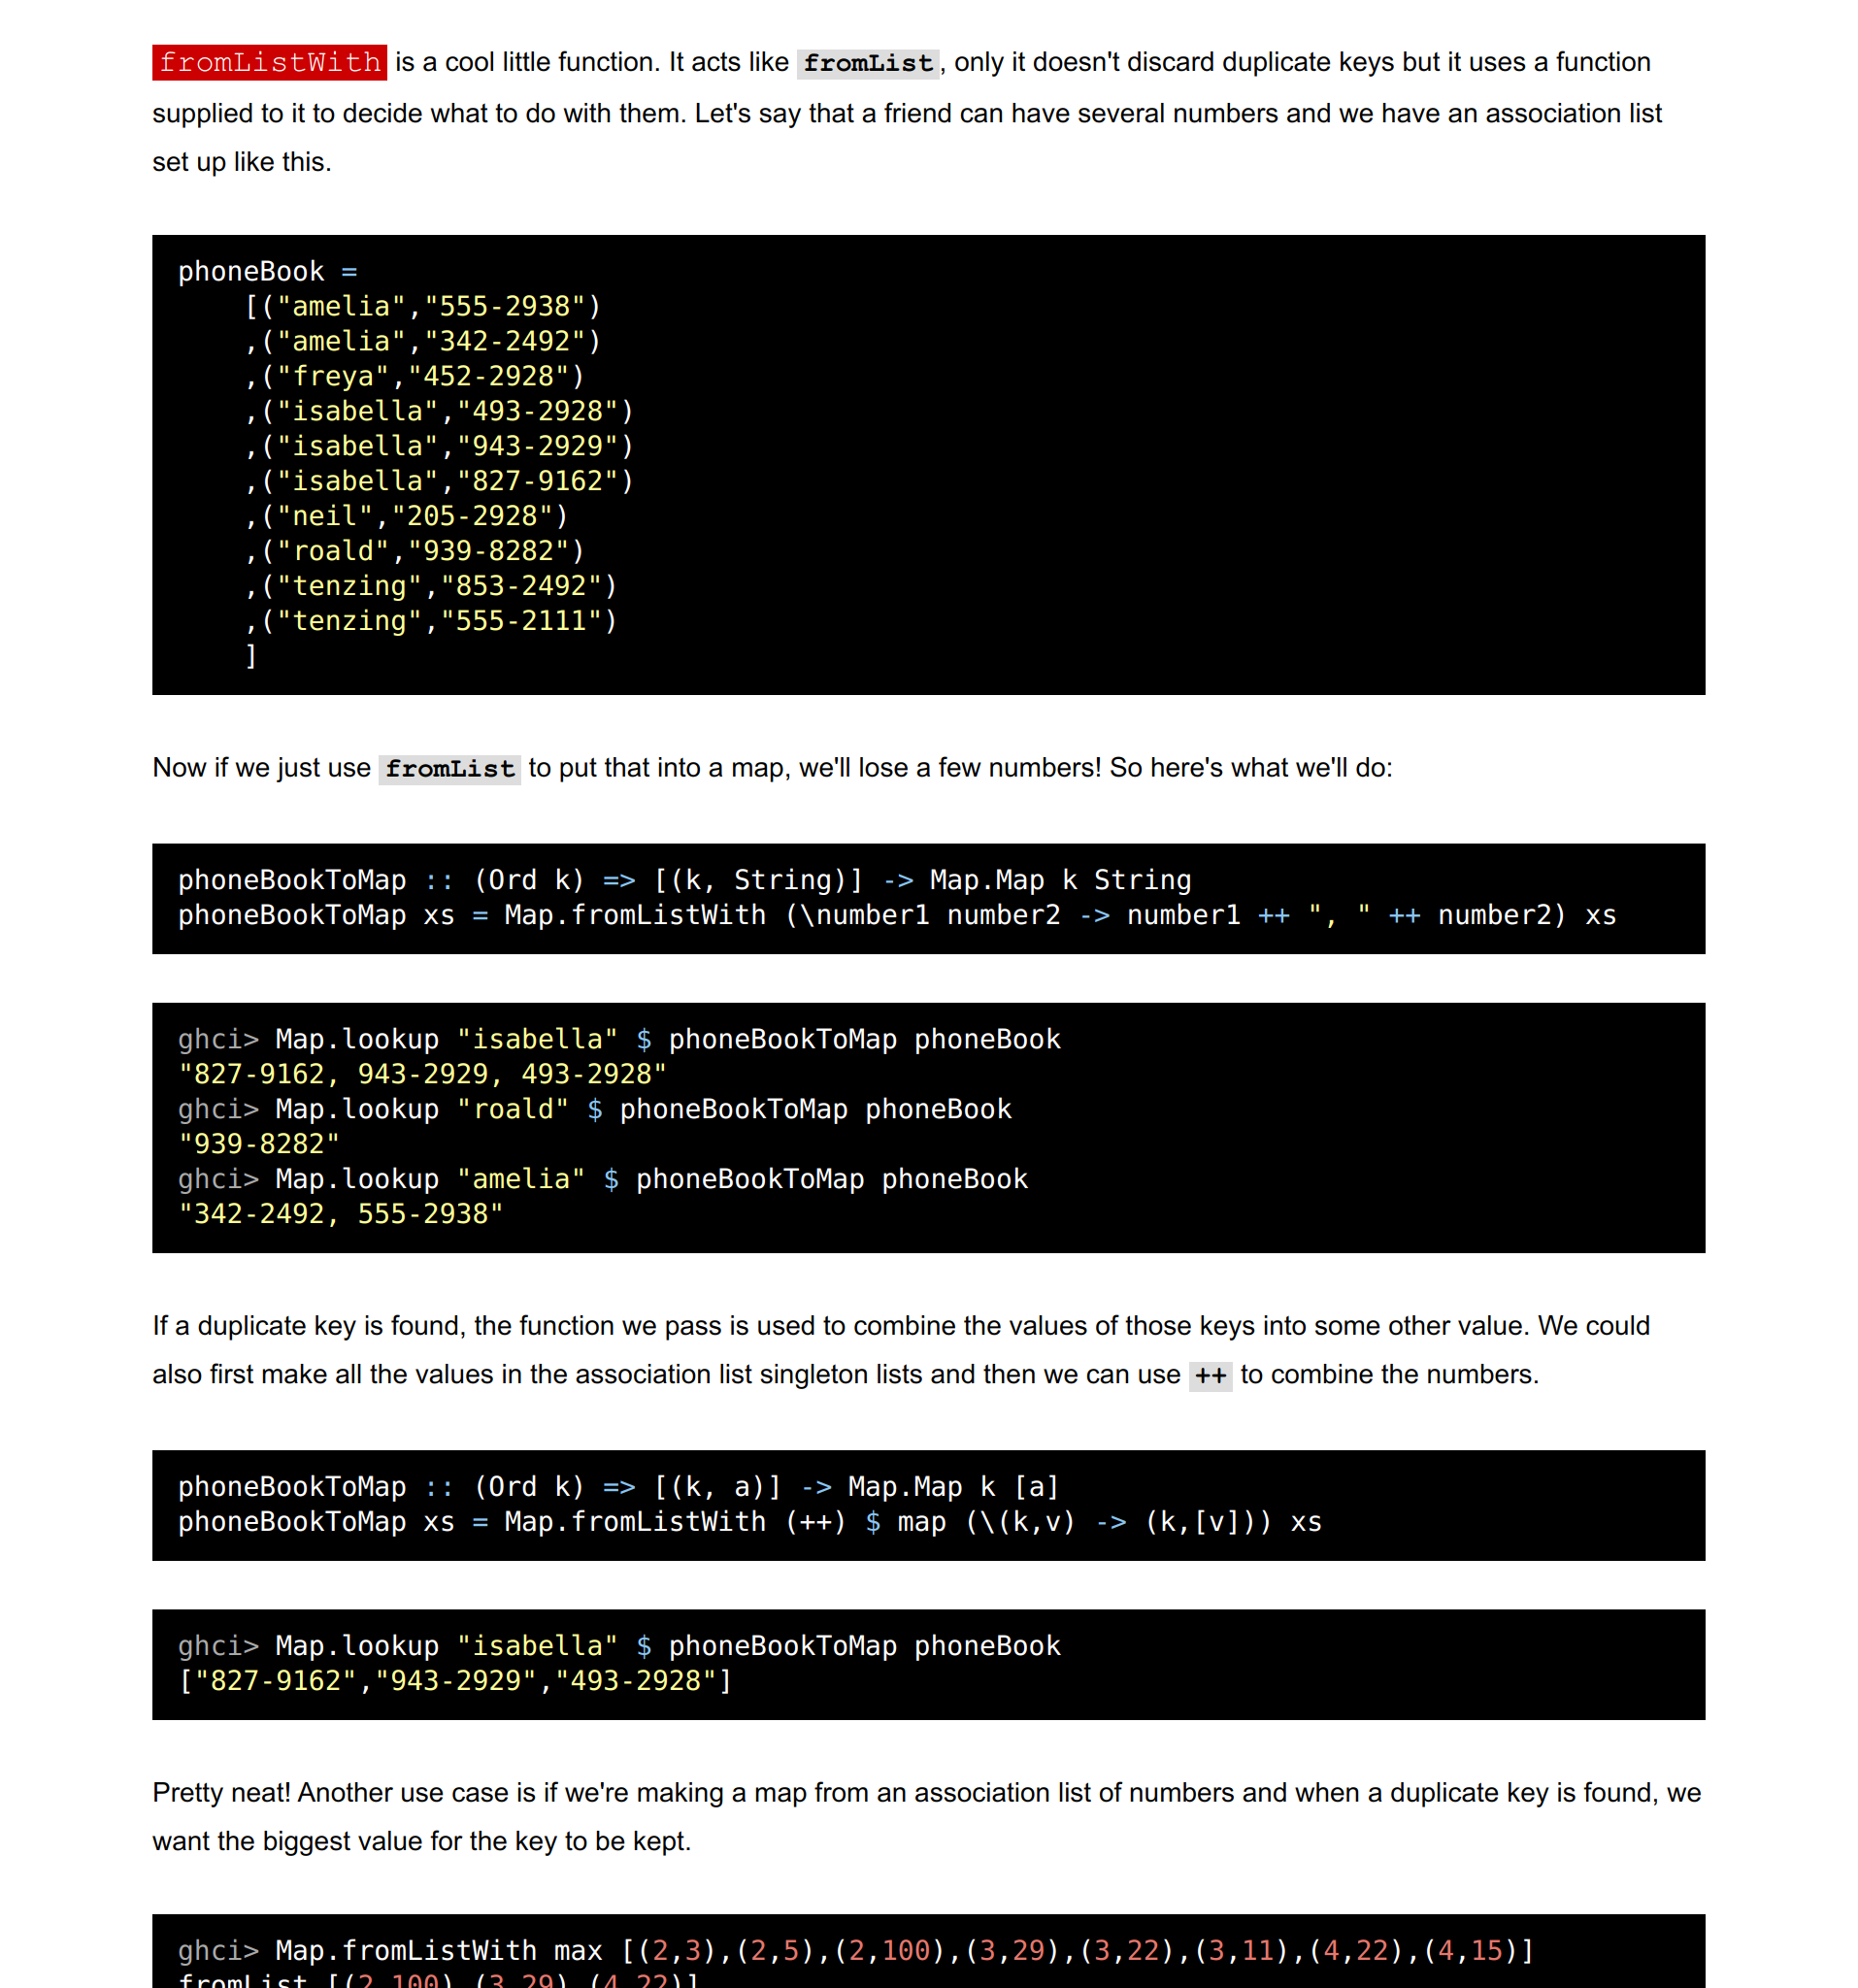 fromListWith is a cool little function. It acts like fromList, only it doesn't discard duplicate keys but it uses a function
supplied to it to decide what to do with them. Let's say that a friend can have several numbers and we have an association list
set up like this.
phoneBook =
    [("amelia","555-2938")
    ,("amelia","342-2492")
    ,("freya","452-2928")
    ,("isabella","493-2928")
    ,("isabella","943-2929")
    ,("isabella","827-9162")
    ,("neil","205-2928")
    ,("roald","939-8282")
    ,("tenzing","853-2492")
    ,("tenzing","555-2111")
    ]
Now if we just use fromList to put that into a map, we'll lose a few numbers! So here's what we'll do:
phoneBookToMap :: (Ord k) => [(k, String)] -> Map.Map k String
phoneBookToMap xs = Map.fromListWith (\number1 number2 -> number1 ++ ", " ++ number2) xs
ghci> Map.lookup "isabella" $ phoneBookToMap phoneBook
"827-9162, 943-2929, 493-2928"
ghci> Map.lookup "roald" $ phoneBookToMap phoneBook
"939-8282"
ghci> Map.lookup "amelia" $ phoneBookToMap phoneBook
"342-2492, 555-2938"
If a duplicate key is found, the function we pass is used to combine the values of those keys into some other value. We could
also first make all the values in the association list singleton lists and then we can use ++ to combine the numbers.
phoneBookToMap :: (Ord k) => [(k, a)] -> Map.Map k [a]
phoneBookToMap xs = Map.fromListWith (++) $ map (\(k,v) -> (k,[v])) xs
ghci> Map.lookup "isabella" $ phoneBookToMap phoneBook
["827-9162","943-2929","493-2928"]
Pretty neat! Another use case is if we're making a map from an association list of numbers and when a duplicate key is found, we
want the biggest value for the key to be kept.
ghci> Map.fromListWith max [(2,3),(2,5),(2,100),(3,29),(3,22),(3,11),(4,22),(4,15)]
fromList [(2,100),(3,29),(4,22)]